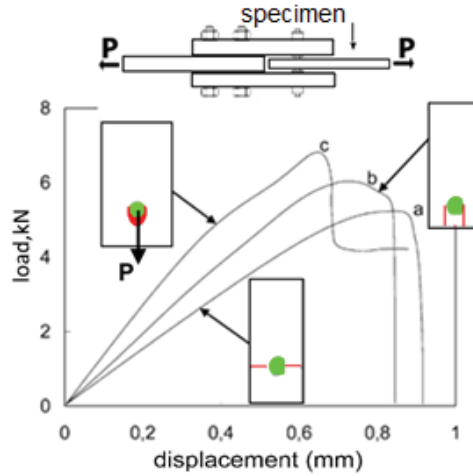 specimen
P P
8
c
b
6
a
load,kN
4
P
2
0
0 0,2 0,4 0,6 0,8 1
displacement (mm)